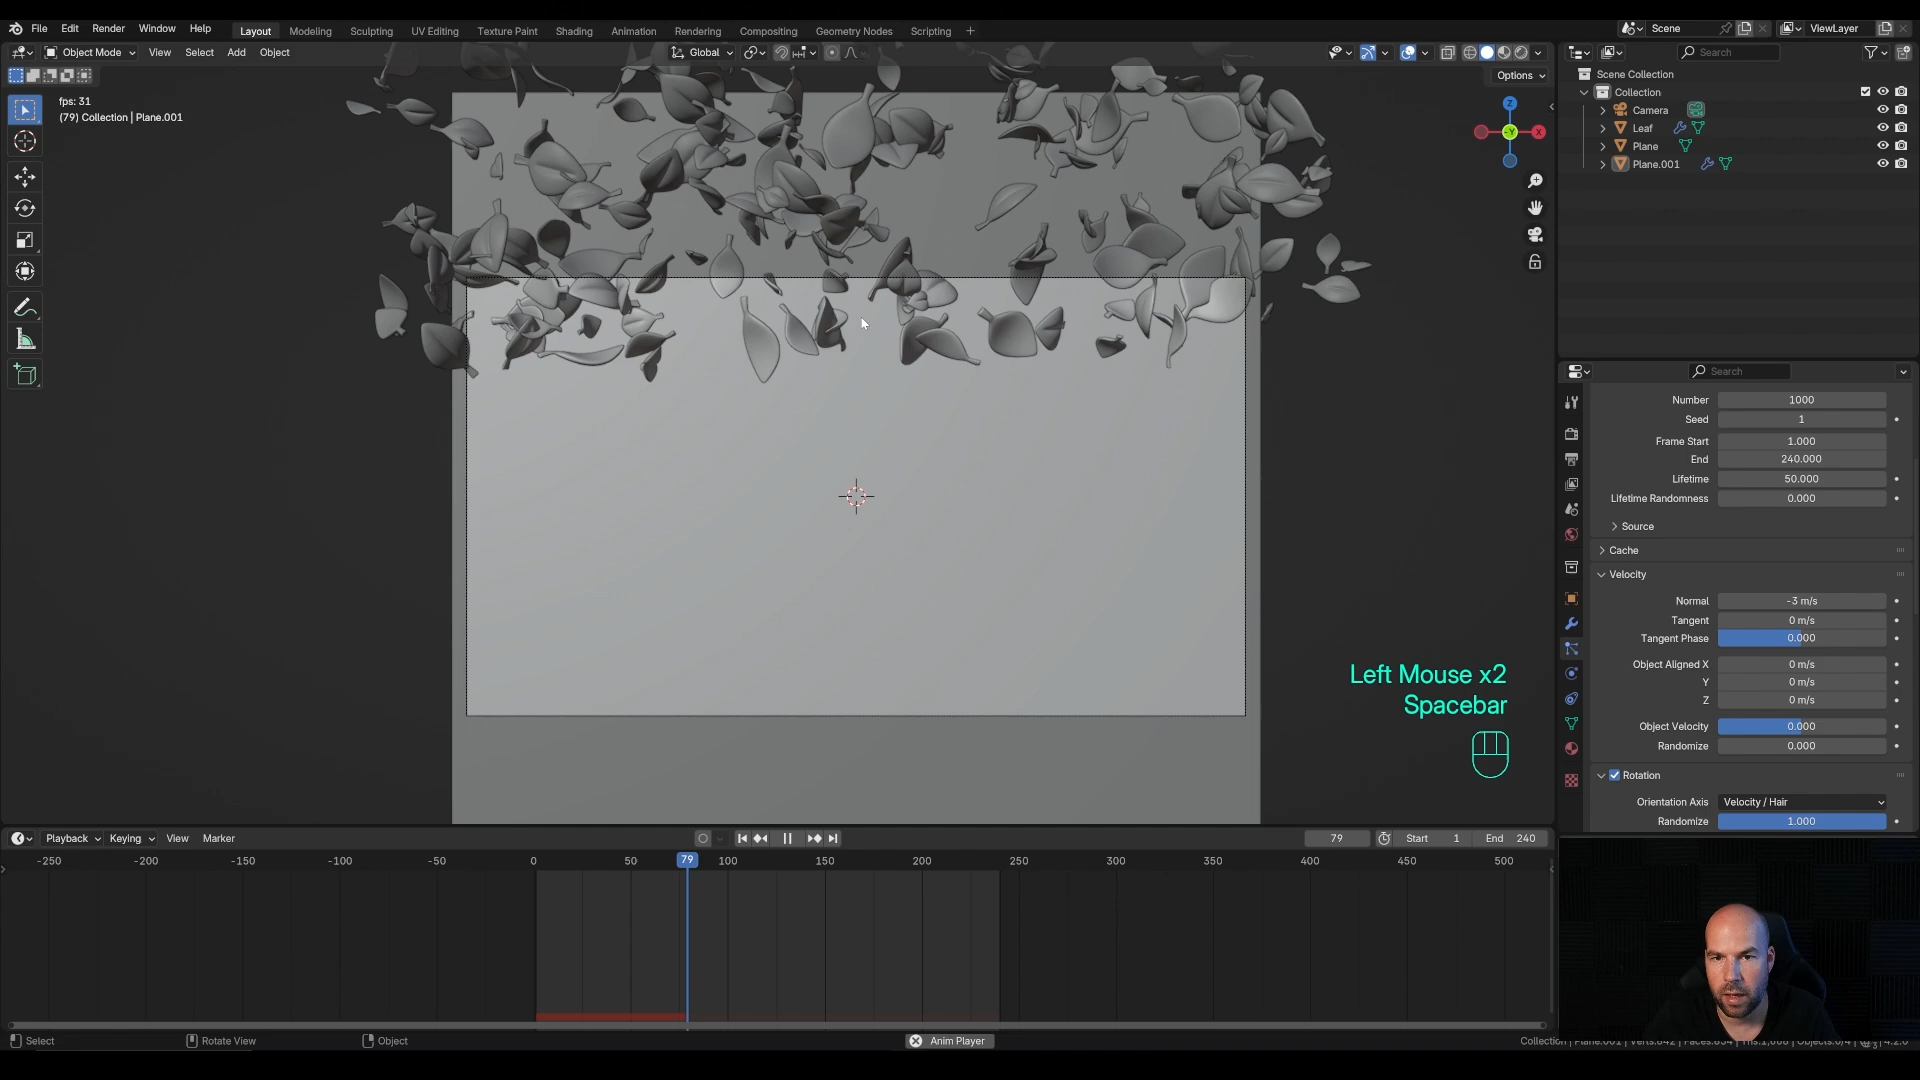 File Edit Render Window Help Layout Modeling Sculpting UV Editing Texture Paint Shading Animation Rendering Compositing Geometry Nodes Scripting + Scene ViewLayer
Object Mode View Select Add Object Global Search
Options
fps: 31
(79) Collection | Plane.001
Z
X
-Y
Scene Collection
Collection
Camera
Leaf
Plane
Plane.001
Search
Number 1000
Seed 1
Frame Start 1.000
End 240.000
Lifetime 50.000
Lifetime Randomness 0.000
Source
Cache
Velocity
Normal -3 m/s
Tangent 0 m/s
Tangent Phase 0.000
Object Aligned X 0 m/s
Y 0 m/s
Z 0 m/s
Object Velocity 0.000
Randomize 0.000
Rotation
Orientation Axis Velocity / Hair
Randomize 1.000
Left Mouse x2
Spacebar
Playback Keying View Marker 79 Start 1 End 240
-250 -200 -150 -100 -50 0 50 79 100 150 200 250 300 350 400 450 500
Select Rotate View Object Anim Player